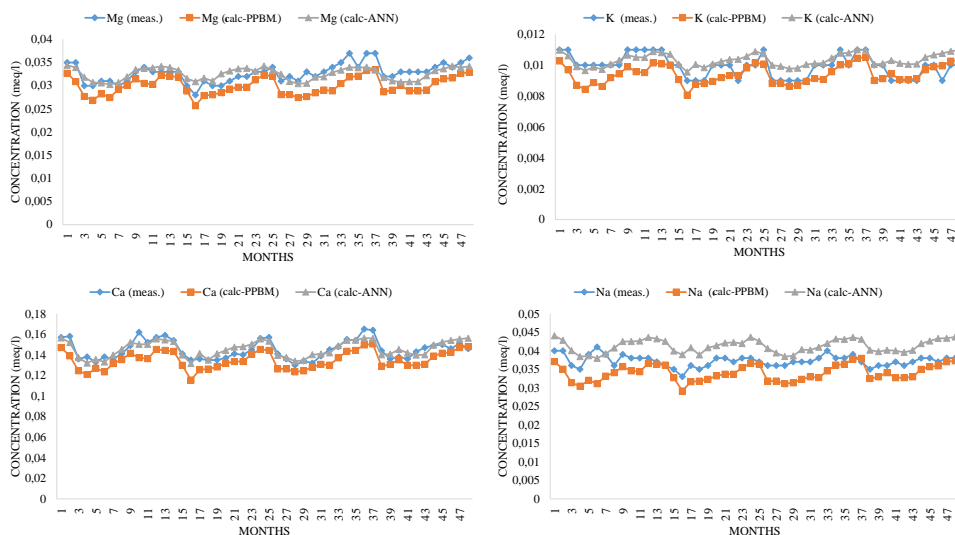 Mg (meas.) Mg (calc-PPBM) Mg (calc-ANN)
CONCENTRATION (meq/l)
0,04
0,035
0,03
0,025
0,02
0,015
0,01
0,005
0
1 3 5 7 9 11 13 15 17 19 21 23 25 27 29 31 33 35 37 39 41 43 45 47
MONTHS
K (meas.) K (calc-PPBM) K (calc-ANN)
CONCENTRATION (meq/l)
0,012
0,010
0,008
0,006
0,004
0,002
0,000
1 3 5 7 9 11 13 15 17 19 21 23 25 27 29 31 33 35 37 39 41 43 45 47
MONTHS
Ca (meas.) Ca (calc-PPBM) Ca (calc-ANN)
CONCENTRATION (meq/l)
0,18
0,16
0,14
0,12
0,1
0,08
0,06
0,04
0,02
0
1 3 5 7 9 11 13 15 17 19 21 23 25 27 29 31 33 35 37 39 41 43 45 47
MONTHS
Na (meas.) Na (calc-PPBM) Na (calc-ANN)
CONCENTRATION (meq/l)
0,05
0,045
0,04
0,035
0,03
0,025
0,02
0,015
0,01
0,005
0
1 3 5 7 9 11 13 15 17 19 21 23 25 27 29 31 33 35 37 39 41 43 45 47
MONTHS